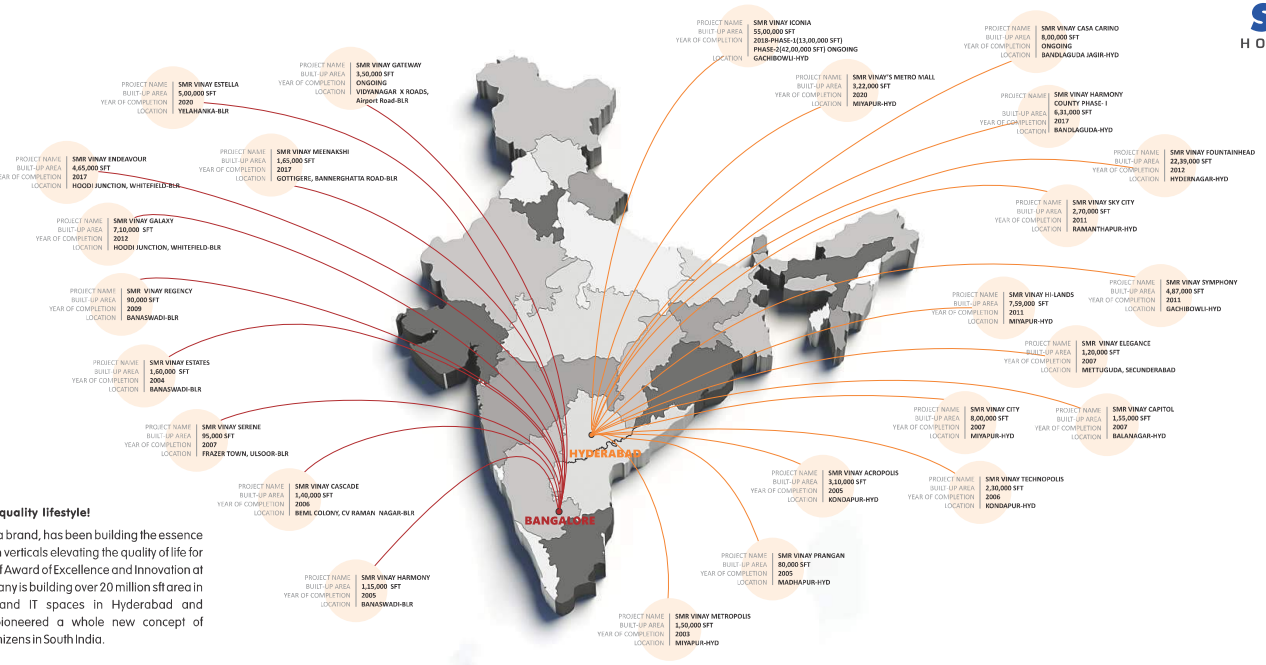 PROJECT NAME SMR VINAY ICONIA
BUILT-UP AREA 55,00,000 SFT
YEAR OF COMPLETION 2018-PHASE-1(13,00,000 SFT)
PHASE-2(42,00,000 SFT) ONGOING
LOCATION GACHIBOWLI-HYD
PROJECT NAME SMR VINAY CASA CARINO
BUILT-UP AREA 8,00,000 SFT
YEAR OF COMPLETION ONGOING
LOCATION BANDLAGUDA JAGIR-HYD
HO
PROJECT NAME SMR VINAY GATEWAY
BUILT-UP AREA 3,50,000 SFT
YEAR OF COMPLETION ONGOING
LOCATION VIDYANAGAR X ROADS,
Airport Road-BLR
PROJECT NAME SMR VINAY'S METRO MALL
BUILT-UP AREA 3,22,000 SFT
YEAR OF COMPLETION 2020
LOCATION MIYAPUR-HYD
PROJECT NAME SMR VINAY ESTELLA
BUILT-UP AREA 5,00,000 SFT
YEAR OF COMPLETION 2020
LOCATION YELAHANKA-BLR
PROJECT NAME SMR VINAY HARMONY
COUNTY PHASE- I
BUILT-UP AREA 6,31,000 SFT
YEAR OF COMPLETION 2017
LOCATION BANDLAGUDA-HYD
PROJECT NAME SMR VINAY ENDEAVOUR
BUILT-UP AREA 4,65,000 SFT
EAR OF COMPLETION 2017
LOCATION HOODI JUNCTION, WHITEFIELD-BLR
PROJECT NAME SMR VINAY MEENAKSHI
BUILT-UP AREA 1,65,000 SFT
YEAR OF COMPLETION 2017
LOCATION GOTTIGERE, BANNERGHATTA ROAD-BLR
PROJECT NAME SMR VINAY FOUNTAINHEAD
BUILT-UP AREA 22,39,000 SFT
YEAR OF COMPLETION 2012
LOCATION HYDERNAGAR-HYD
PROJECT NAME SMR VINAY SKY CITY
BUILT-UP AREA 2,70,000 SFT
YEAR OF COMPLETION 2011
LOCATION RAMANTHAPUR-HYD
PROJECT NAME SMR VINAY GALAXY
BUILT-UP AREA 7,10,000 SFT
YEAR OF COMPLETION 2012
LOCATION HOODI JUNCTION, WHITEFIELD-BLR
PROJECT NAME SMR VINAY REGENCY
BUILT-UP AREA 90,000 SFT
YEAR OF COMPLETION 2009
LOCATION BANASWADI-BLR
PROJECT NAME SMR VINAY HI-LANDS
BUILT-UP AREA 7,59,000 SFT
YEAR OF COMPLETION 2011
LOCATION MIYAPUR-HYD
PROJECT NAME SMR VINAY SYMPHONY
BUILT-UP AREA 4,87,000 SFT
YEAR OF COMPLETION 2011
LOCATION GACHIBOWLI-HYD
PROJECT NAME SMR VINAY ELEGANCE
BUILT-UP AREA 1,20,000 SFT
YEAR OF COMPLETION 2007
LOCATION METTUGUDA, SECUNDERABAD
PROJECT NAME SMR VINAY ESTATES
BUILT-UP AREA 1,60,000 SFT
YEAR OF COMPLETION 2004
LOCATION BANASWADI-BLR
PROJECT NAME SMR VINAY CITY
BUILT-UP AREA 8,00,000 SFT
YEAR OF COMPLETION 2007
LOCATION MIYAPUR-HYD
PROJECT NAME SMR VINAY CAPITOL
BUILT-UP AREA 1,55,000 SFT
YEAR OF COMPLETION 2007
LOCATION BALANAGAR-HYD
PROJECT NAME SMR VINAY SERENE
BUILT-UP AREA 95,000 SFT
YEAR OF COMPLETION 2007
LOCATION FRAZER TOWN, ULSOOR-BLR
HYDERABAD
PROJECT NAME SMR VINAY ACROPOLIS
BUILT-UP AREA 3,10,000 SFT
YEAR OF COMPLETION 2005
LOCATION KONDAPUR-HYD
PROJECT NAME SMR VINAY TECHNOPOLIS
BUILT-UP AREA 2,30,000 SFT
YEAR OF COMPLETION 2006
LOCATION KONDAPUR-HYD
PROJECT NAME SMR VINAY CASCADE
BUILT-UP AREA 1,40,000 SFT
YEAR OF COMPLETION 2006
LOCATION BEML COLONY, CV RAMAN NAGAR-BLR
BANGALORE
quality lifestyle!
a brand, has been building the essence
verticals elevating the quality of life for
f Award of Excellence and Innovation at
any is building over 20 million sft area in
and IT spaces in Hyderabad and
ioneered a whole new concept of
nizens in South India.
PROJECT NAME SMR VINAY HARMONY
BUILT-UP AREA 1,15,000 SFT
YEAR OF COMPLETION 2005
LOCATION BANASWADI-BLR
PROJECT NAME SMR VINAY PRANGAN
BUILT-UP AREA 80,000 SFT
YEAR OF COMPLETION 2005
LOCATION MADHAPUR-HYD
PROJECT NAME SMR VINAY METROPOLIS
BUILT-UP AREA 1,50,000 SFT
YEAR OF COMPLETION 2003
LOCATION MIYAPUR-HYD